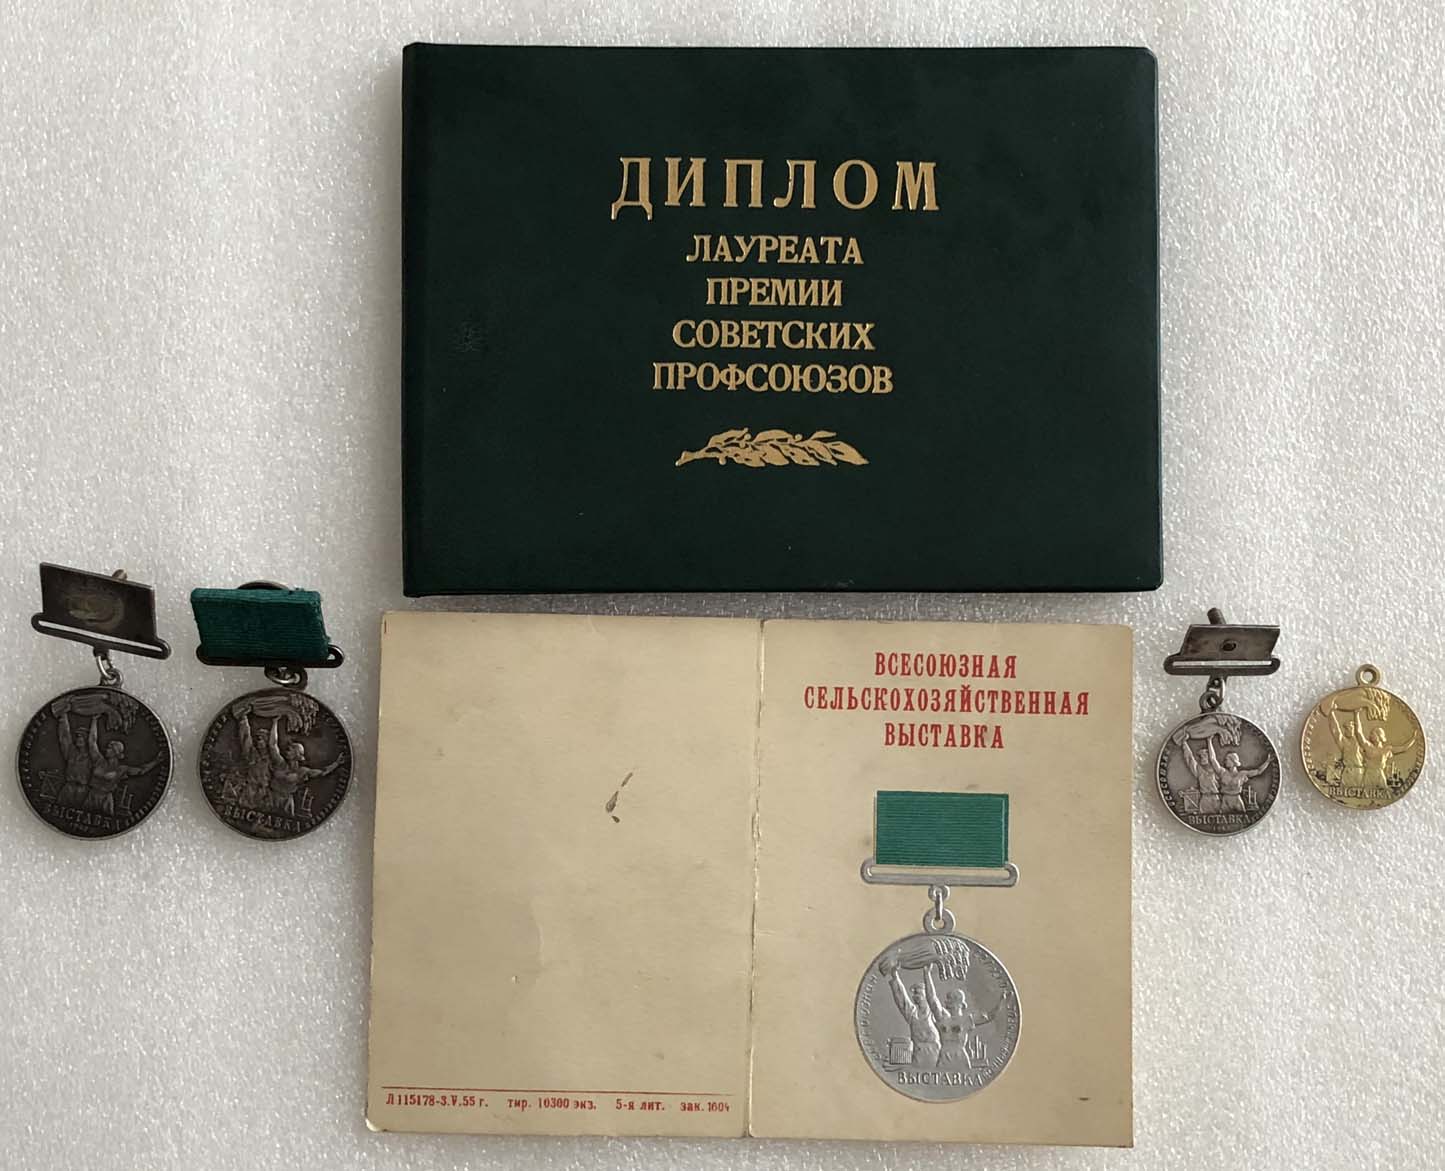 ДИПЛОМ
ЛАУРЕАТА
ПРЕМИИ
СОВЕТСКИХ
ПРОФСОЮЗОВ
ВСЕСОЮЗНАЯ
СЕЛЬСКОХОЗЯЙСТВЕННАЯ
ВЫСТАВКА
ВЫСТАВКА
ВЫСТАВКА
ВЫСТАВКА
ВЫСТАВКА
ВЫСТАВКА
Л 115178-3.V.55 г. тир. 10300 экз. 5-я лит. зак. 1604